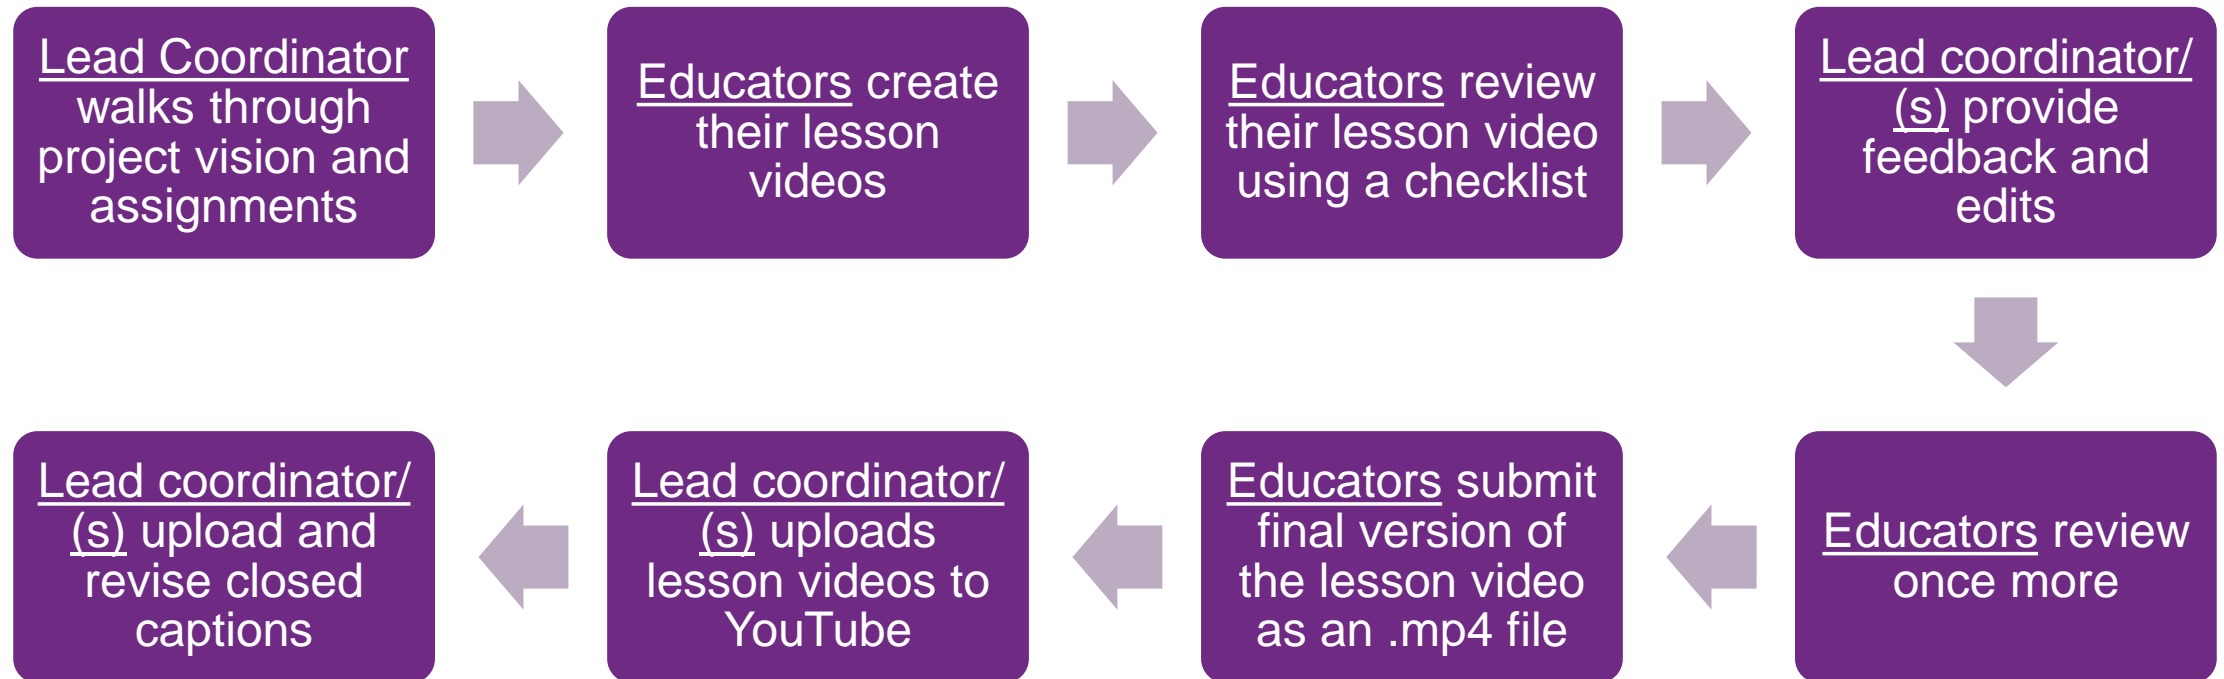 Lead Coordinator
walks through
project vision and
assignments
Educators create
their lesson
videos
Educators review
their lesson video
using a checklist
Lead coordinator/
(s) provide
feedback and
edits
Educators review
once more
Educators submit
final version of
the lesson video
as an .mp4 file
Lead coordinator/
(s) uploads
lesson videos to
YouTube
Lead coordinator/
(s) upload and
revise closed
captions